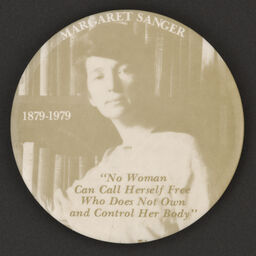 MARGARET SANGER
1879-1979
"No Woman
Can Call Herself Free
Who Does Not Own
and Control Her Body"